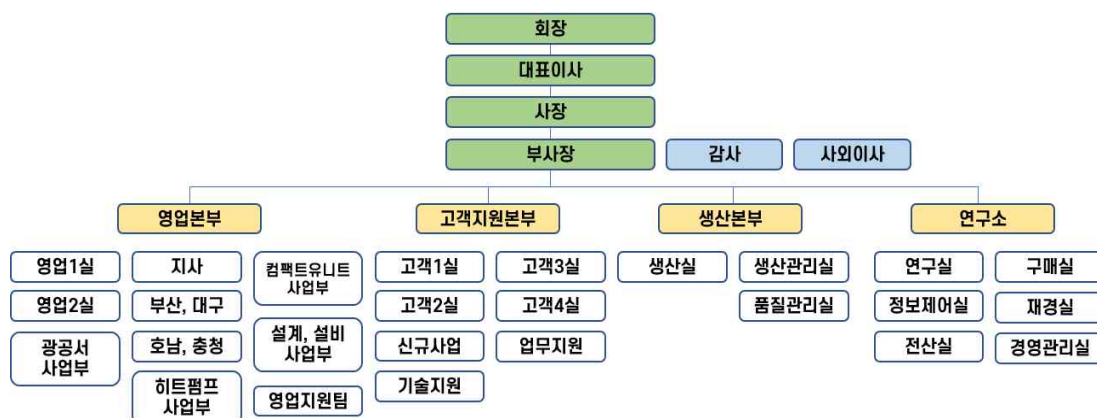 회장
대표이사
사장
부사장
감사
사외이사
영업본부
고객지원본부
생산본부
연구소
영업1실
지사
컴팩트유니트
사업부
영업2실
부산, 대구
광공서
사업부
호남, 충청
설계, 설비
사업부
히트펌프
사업부
영업지원팀
고객1실
고객3실
고객2실
고객4실
신규사업
업무지원
기술지원
생산실
생산관리실
품질관리실
연구실
구매실
정보제어실
재경실
전산실
경영관리실